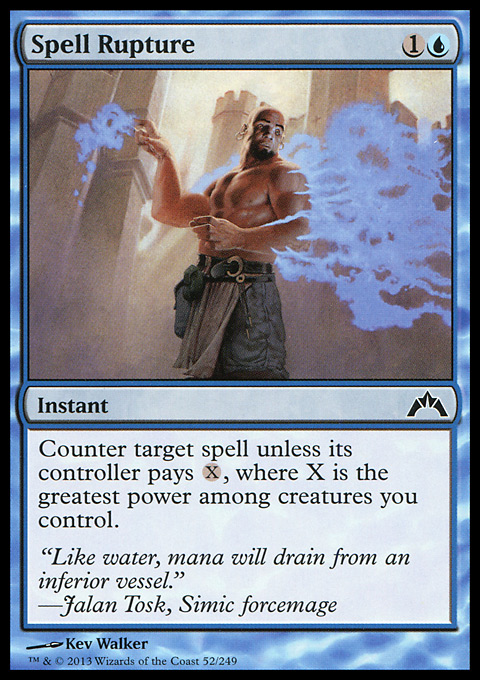 Spell Rupture 1
Instant
Counter target spell unless its
controller pays X, where X is the
greatest power among creatures you
control.
“Like water, mana will drain from an
inferior vessel.”
—Jalan Tosk, Simic forcemage
Kev Walker
™ & © 2013 Wizards of the Coast 52/249